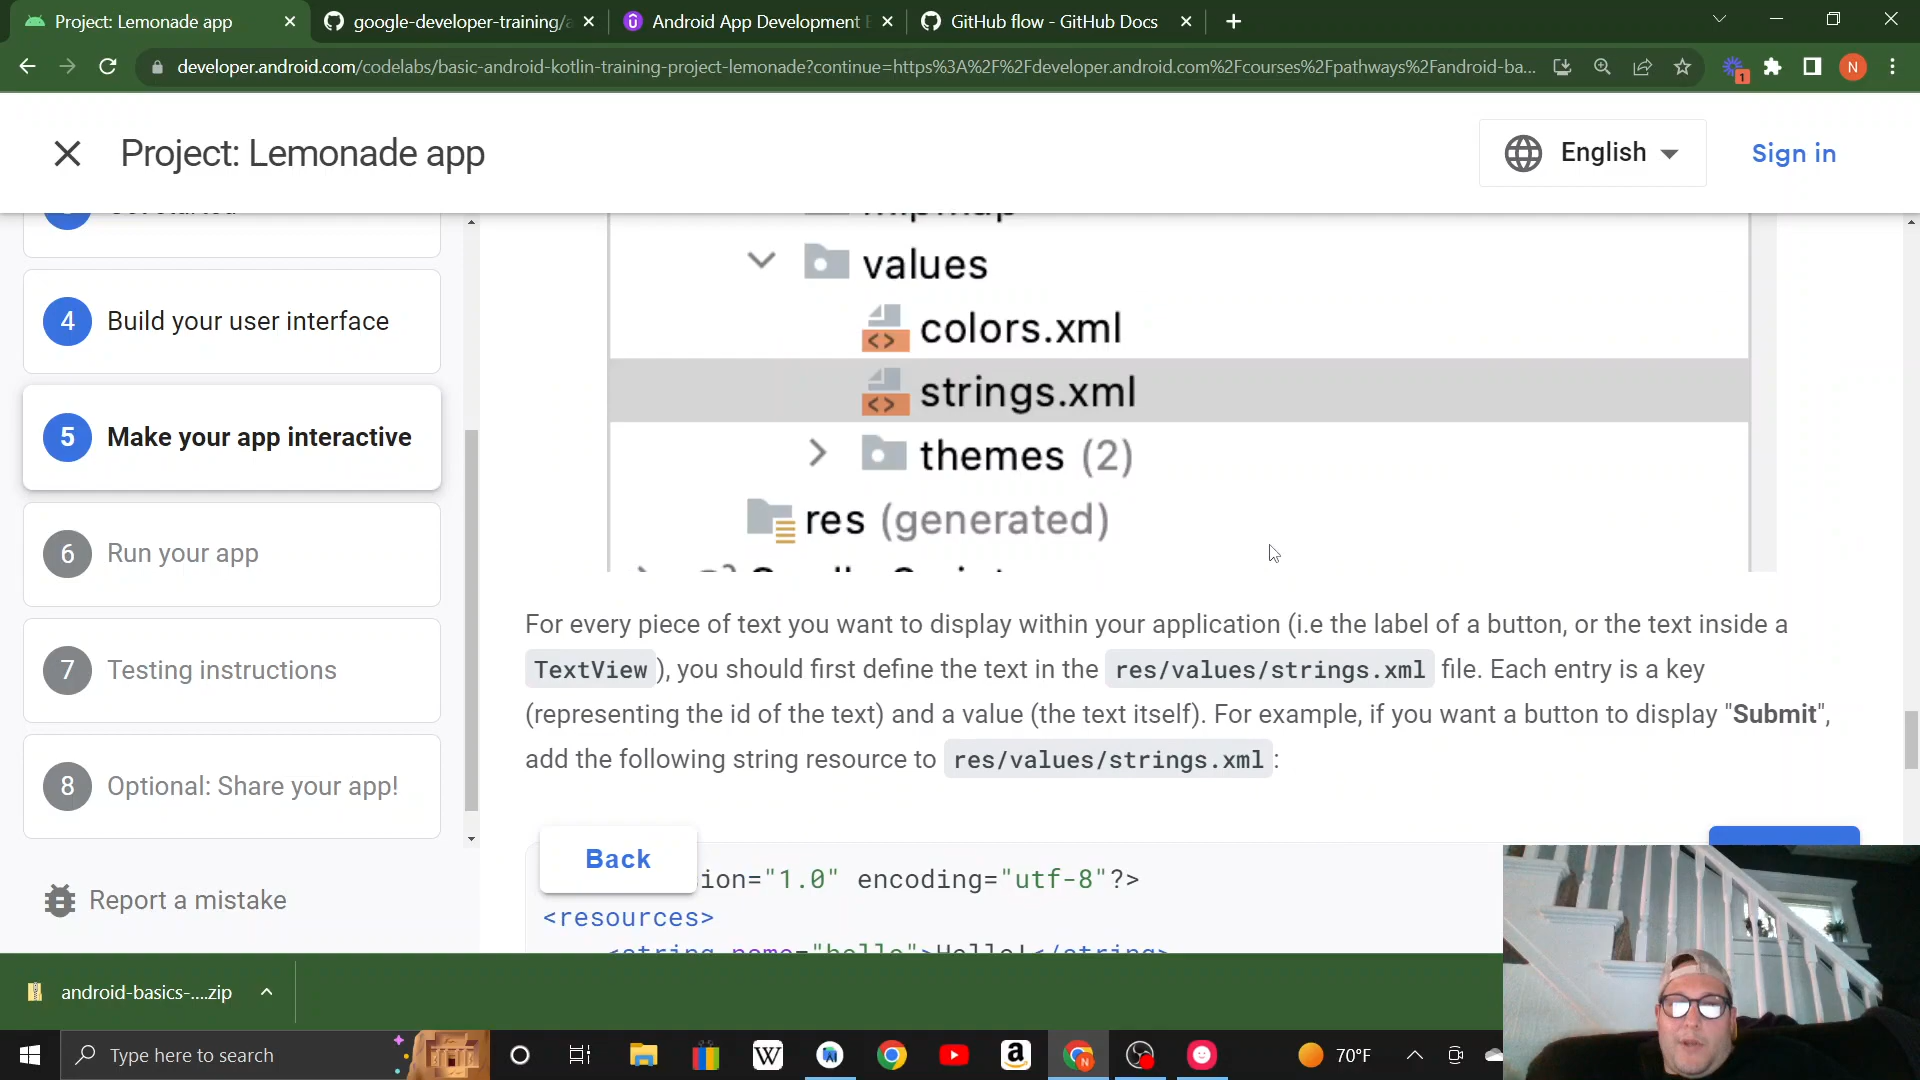 Project: Lemonade app
google-developer-training/a
Android App Development E
GitHub flow - GitHub Docs
developer.android.com/codelabs/basic-android-kotlin-training-project-lemonade?continue=https%3A%2F%2Fdeveloper.android.com%2Fcourses%2Fpathways%2Fandroid-ba...
1
N
Project: Lemonade app
English
Sign in
4 Build your user interface
5 Make your app interactive
6 Run your app
7 Testing instructions
8 Optional: Share your app!
Report a mistake
values
<> colors.xml
<> strings.xml
themes (2)
res (generated)
For every piece of text you want to display within your application (i.e the label of a button, or the text inside a
TextView), you should first define the text in the res/values/strings.xml file. Each entry is a key
(representing the id of the text) and a value (the text itself). For example, if you want a button to display "Submit",
add the following string resource to res/values/strings.xml:
Back
ion="1.0" encoding="utf-8"?>
<resources>
<string name="hello">Hello!</string>
android-basics-....zip
Type here to search
W
a
N
70°F